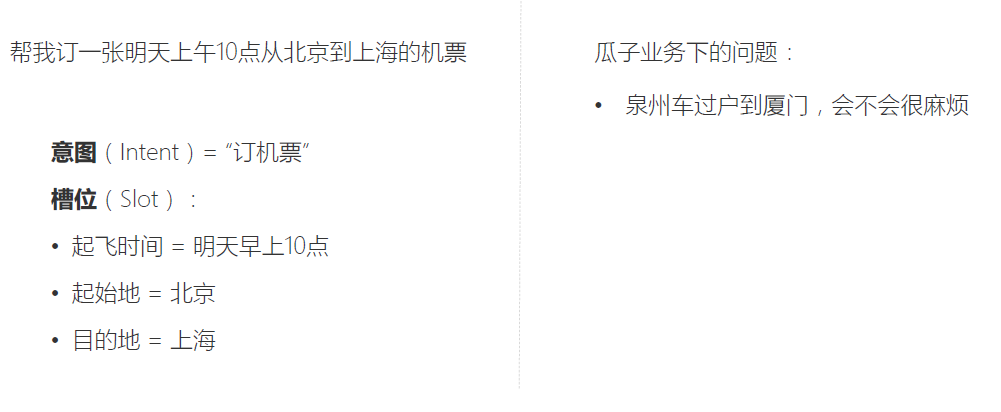 帮我订一张明天上午10点从北京到上海的机票
意图（Intent）= “订机票”
槽位（Slot）：
• 起飞时间 = 明天早上10点
• 起始地 = 北京
• 目的地 = 上海
瓜子业务下的问题：
• 泉州车过户到厦门，会不会很麻烦